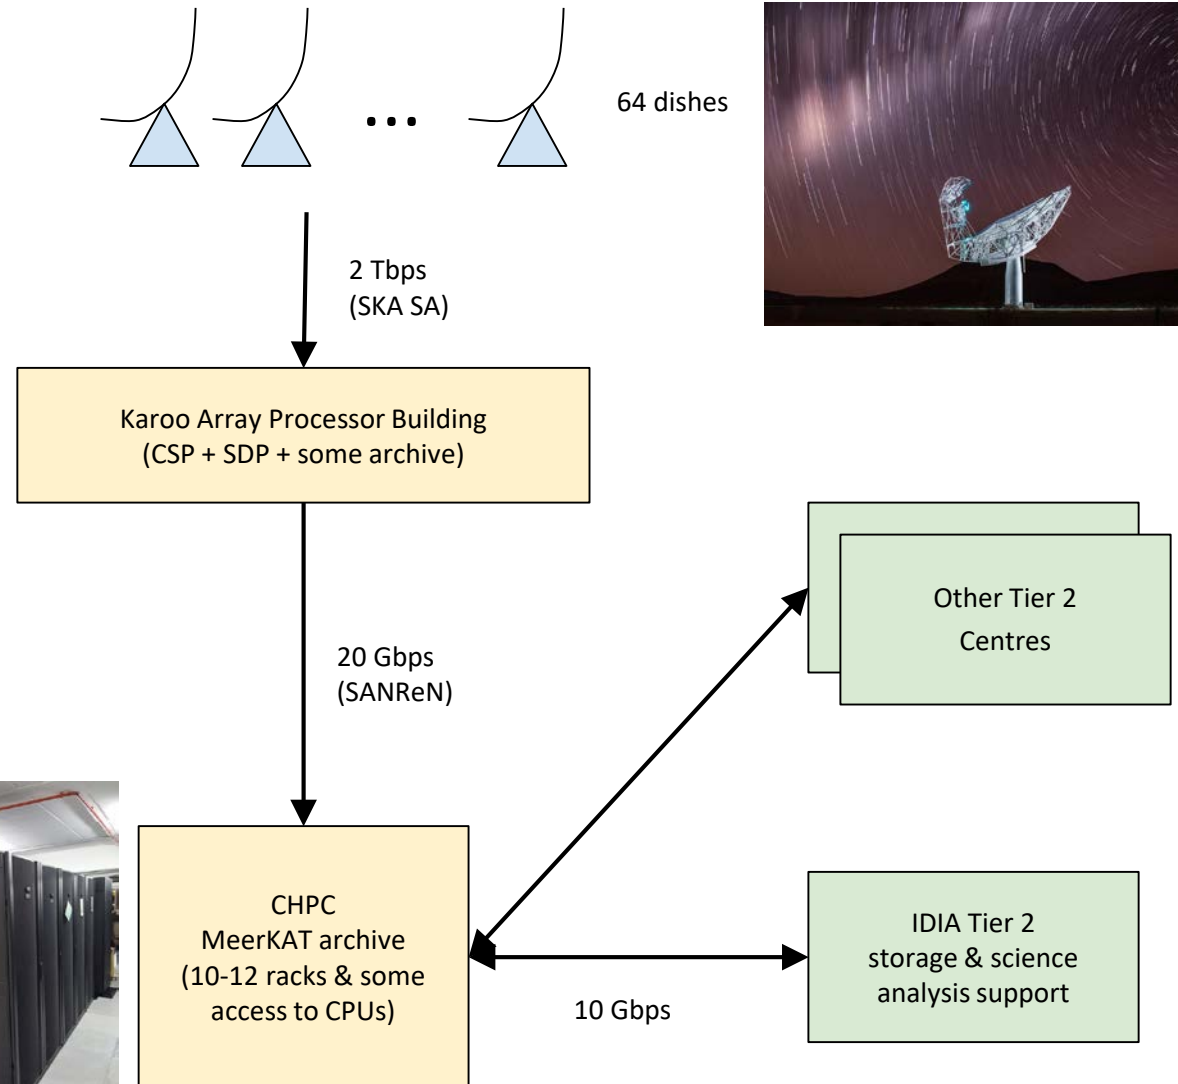 64 dishes
2 Tbps
(SKA SA)
Karoo Array Processor Building
(CSP + SDP + some archive)
20 Gbps
(SANReN)
Other Tier 2
Centres
CHPC
MeerKAT archive
(10-12 racks & some
access to CPUs)
10 Gbps
IDIA Tier 2
storage & science
analysis support